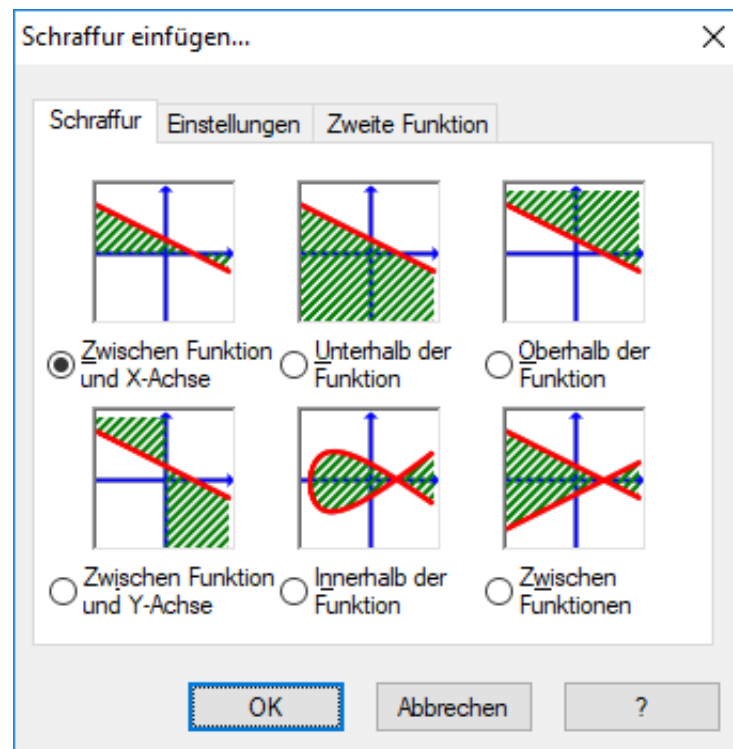 Schraffur einfügen...
Schraffur Einstellungen Zweite Funktion
Zwischen Funktion
und X-Achse
Unterhalb der
Funktion
Oberhalb der
Funktion
Zwischen Funktion
und Y-Achse
Innerhalb der
Funktion
Zwischen
Funktionen
OK Abbrechen ?